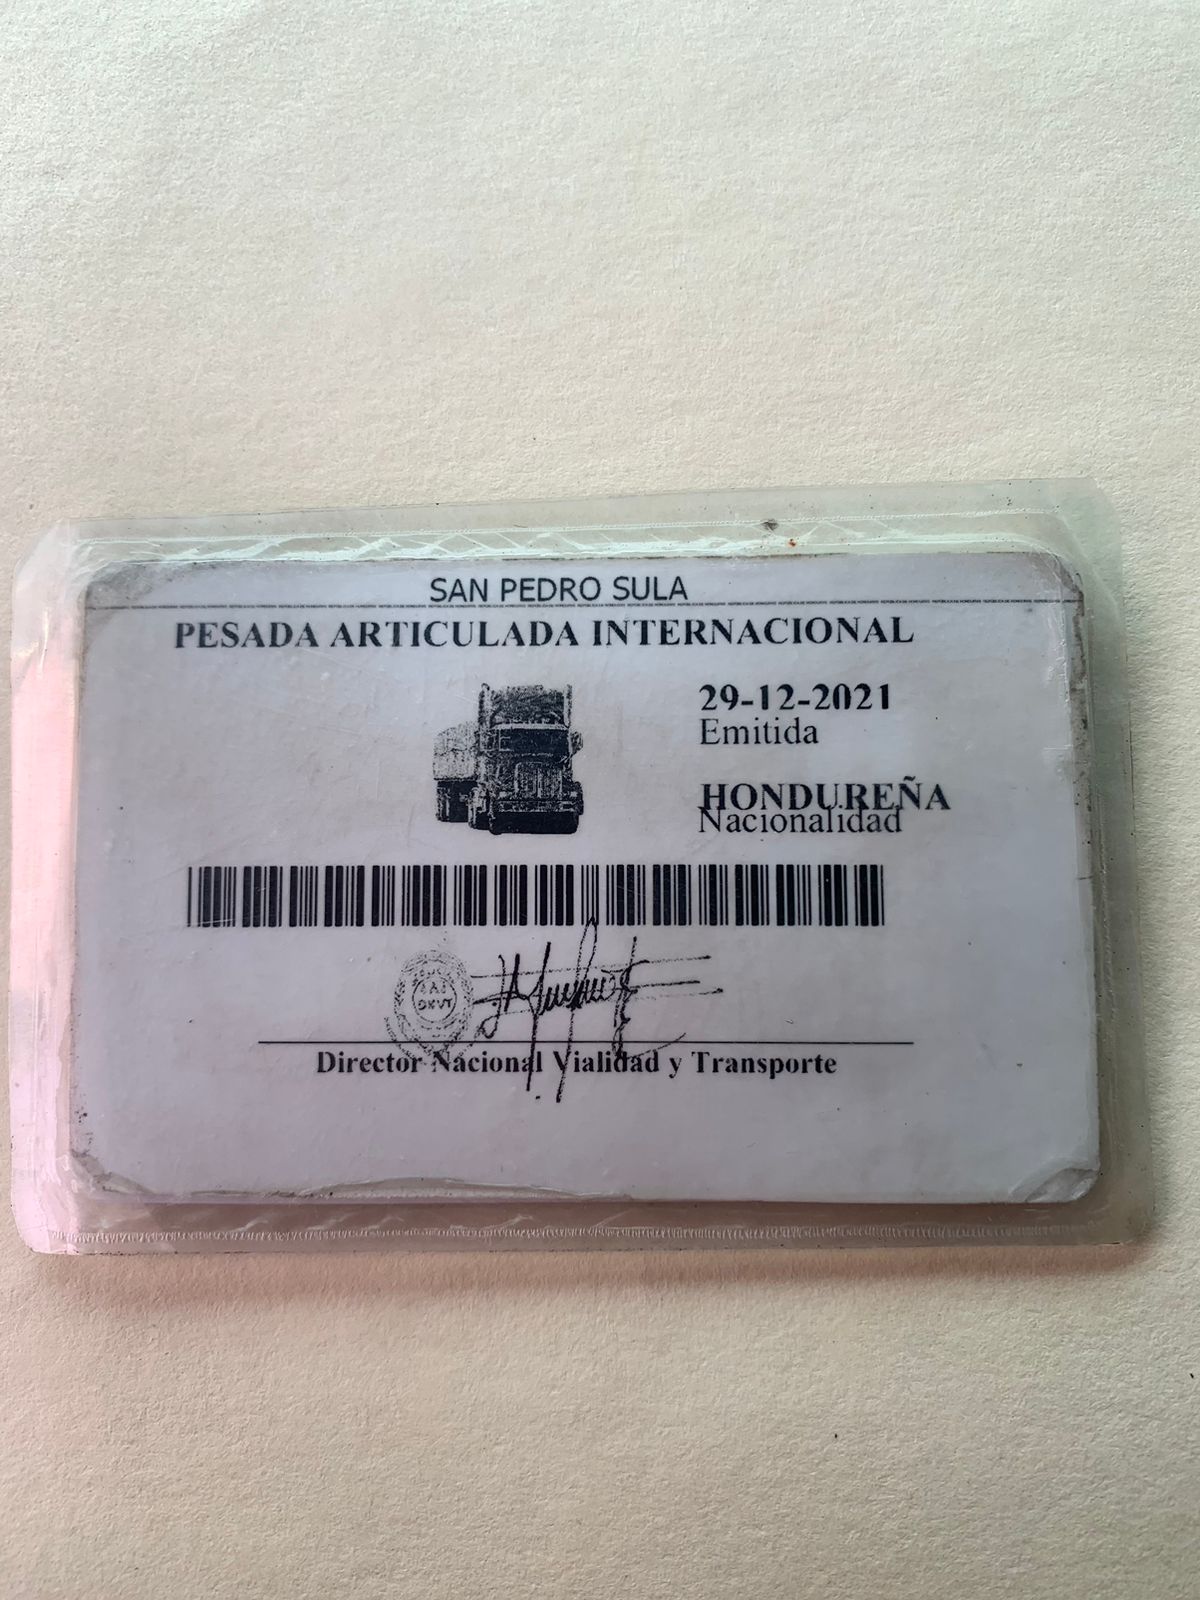 SAN PEDRO SULA
PESADA ARTICULADA INTERNACIONAL
29-12-2021
Emitida
HONDUREÑA
Nacionalidad
Director Nacional Vialidad y Transporte